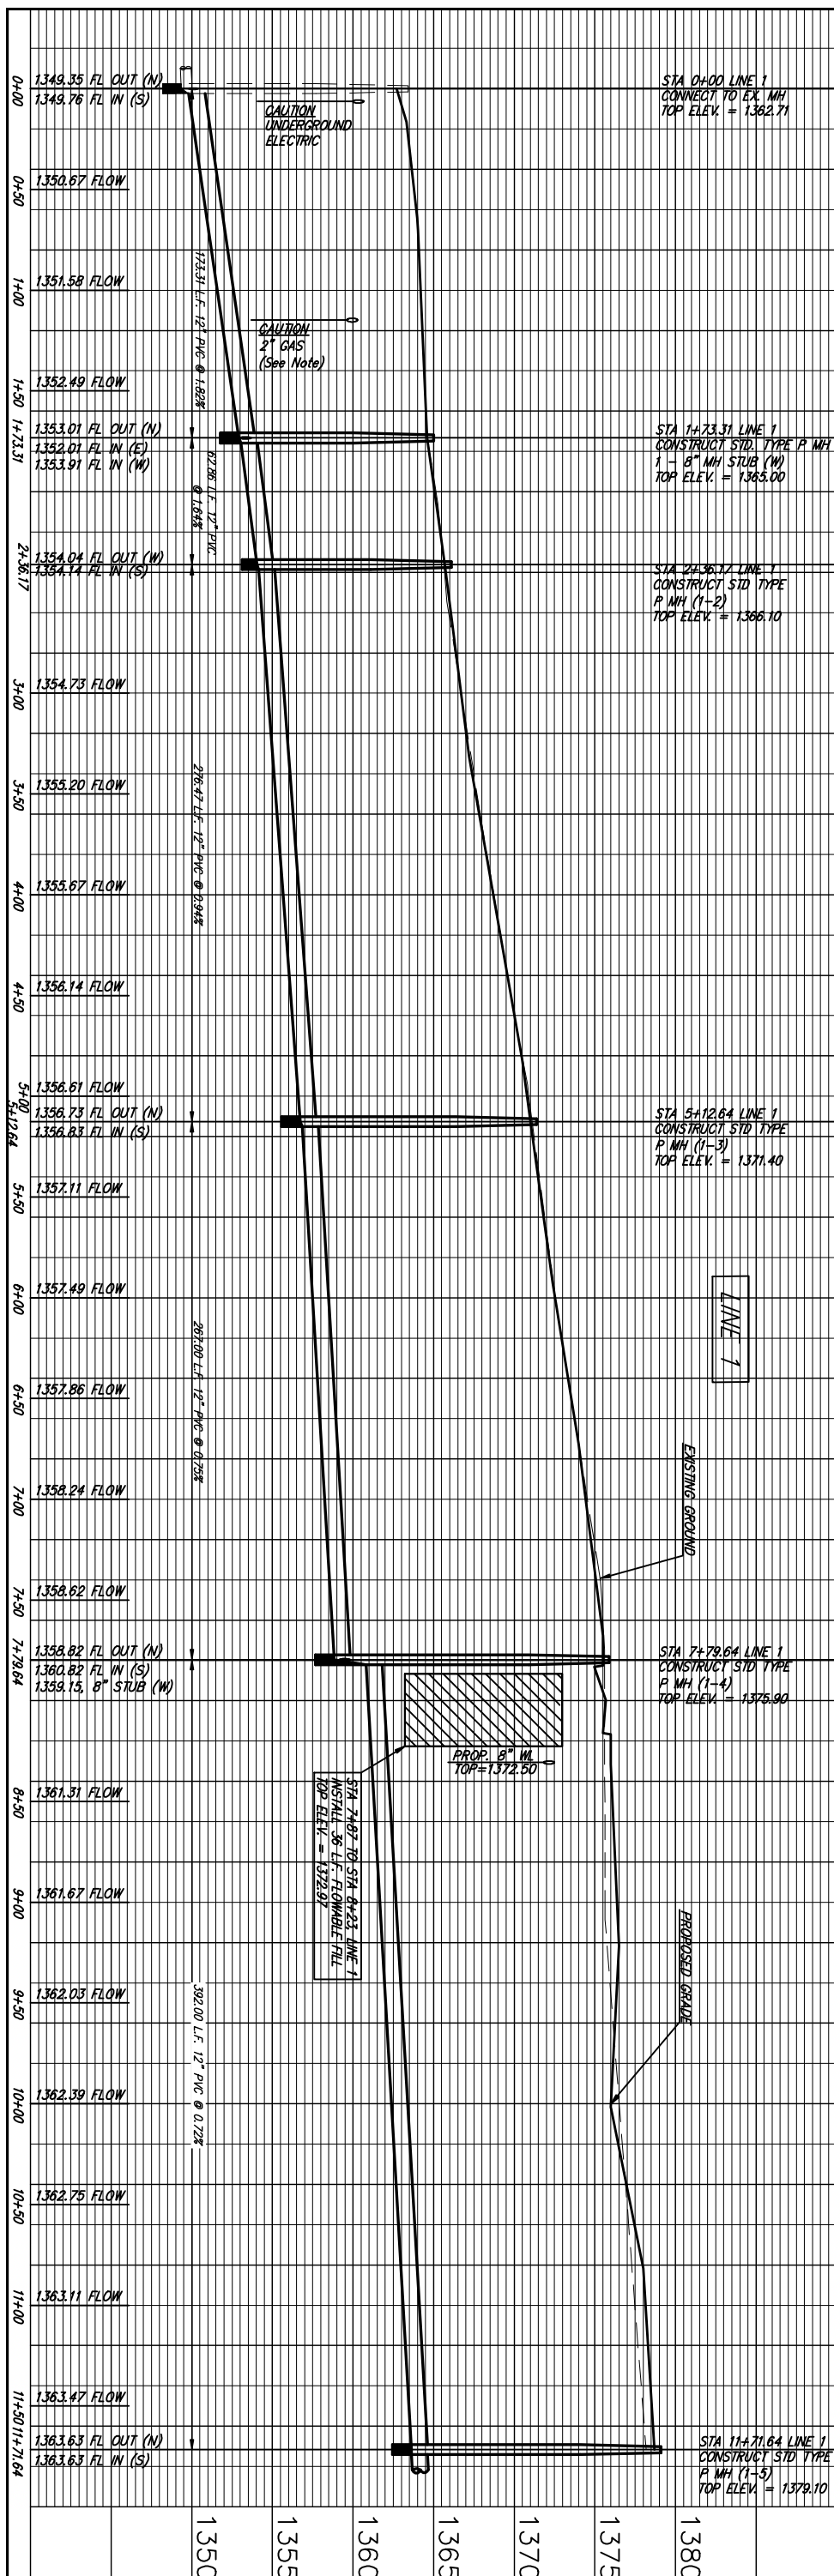 1349.35 FL OUT (N)
0+00
1349.76 FL IN (S)
CAUTION
UNDERGROUND
ELECTRIC
STA 0+00 LINE 1
CONNECT TO EX. MH
TOP ELEV. = 1362.71
1350.67 FLOW
0+50
1351.58 FLOW
1+00
173.31 L.F. 12" PVC @ 1.82%
CAUTION
2" GAS
(See Note)
1352.49 FLOW
1+50
1353.01 FL OUT (N)
1+73.31
1352.01 FL IN (E)
1353.91 FL IN (W)
STA 1+73.31 LINE 1
CONSTRUCT STD. TYPE P MH
1 - 8" MH STUB (W)
TOP ELEV. = 1365.00
62.86 L.F. 12" PVC
@ 1.64%
1354.04 FL OUT (W)
2+36.17
1354.14 FL IN (S)
STA 2+36.17 LINE 1
CONSTRUCT STD TYPE
P MH (1-2)
TOP ELEV. = 1366.10
1354.73 FLOW
3+00
1355.20 FLOW
3+50
276.47 L.F. 12" PVC @ 0.94%
1355.67 FLOW
4+00
1356.14 FLOW
4+50
1356.61 FLOW
5+00
1356.73 FL OUT (N)
5+12.64
1356.83 FL IN (S)
STA 5+12.64 LINE 1
CONSTRUCT STD TYPE
P MH (1-3)
TOP ELEV. = 1371.40
1357.11 FLOW
5+50
1357.49 FLOW
6+00
LINE 1
267.00 L.F. 12" PVC @ 0.75%
1357.86 FLOW
6+50
EXISTING GROUND
1358.24 FLOW
7+00
1358.62 FLOW
7+50
1358.82 FL OUT (N)
7+79.64
1360.82 FL IN (S)
1359.15, 8" STUB (W)
STA 7+79.64 LINE 1
CONSTRUCT STD TYPE
P MH (1-4)
TOP ELEV. = 1375.90
PROP. 8" WL
TOP=1372.50
STA 7+87 TO STA 8+23, LINE 1
INSTALL 36 L.F. FLOWABLE FILL
TOP ELEV. = 1372.97
1361.31 FLOW
8+50
1361.67 FLOW
9+00
PROPOSED GRADE
1362.03 FLOW
9+50
392.00 L.F. 12" PVC @ 0.72%
1362.39 FLOW
10+00
1362.75 FLOW
10+50
1363.11 FLOW
11+00
1363.47 FLOW
11+50
1363.63 FL OUT (N)
11+71.64
1363.63 FL IN (S)
STA 11+71.64 LINE 1
CONSTRUCT STD TYPE
P MH (1-5)
TOP ELEV. = 1379.10
1350
1355
1360
1365
1370
1375
1380